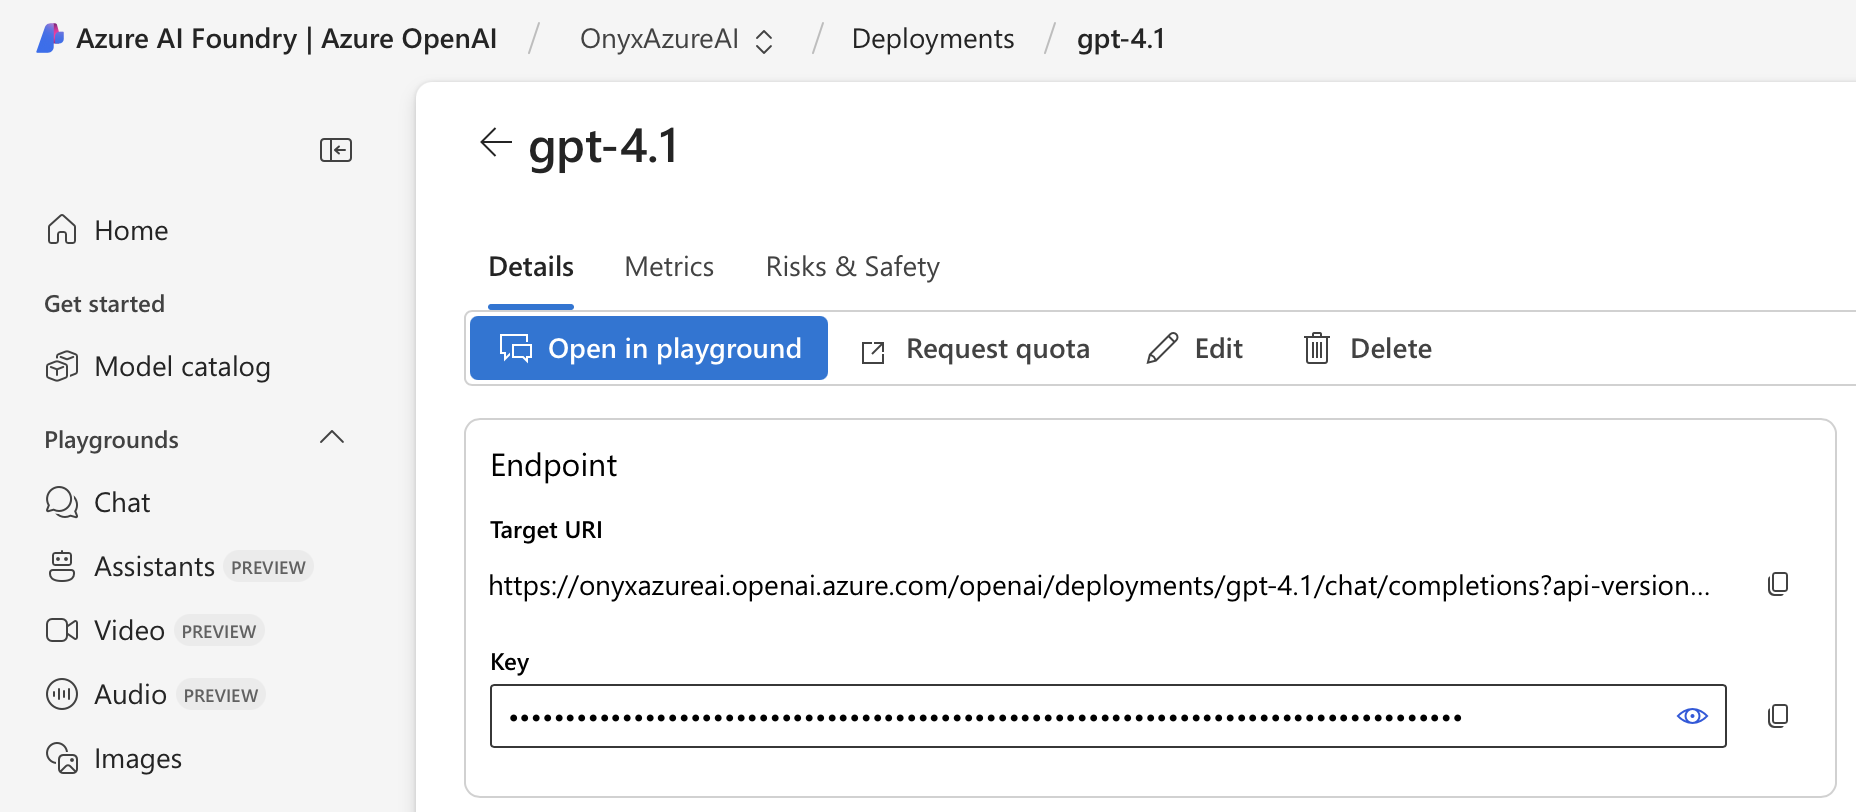 Azure AI Foundry | Azure OpenAI / OnyxAzureAI / Deployments / gpt-4.1
gpt-4.1
Home
Get started
Model catalog
Playgrounds
Chat
Assistants PREVIEW
Video PREVIEW
Audio PREVIEW
Images
Details Metrics Risks & Safety
Open in playground Request quota Edit Delete
Endpoint
Target URI
https://onyxazureai.openai.azure.com/openai/deployments/gpt-4.1/chat/completions?api-version...
Key